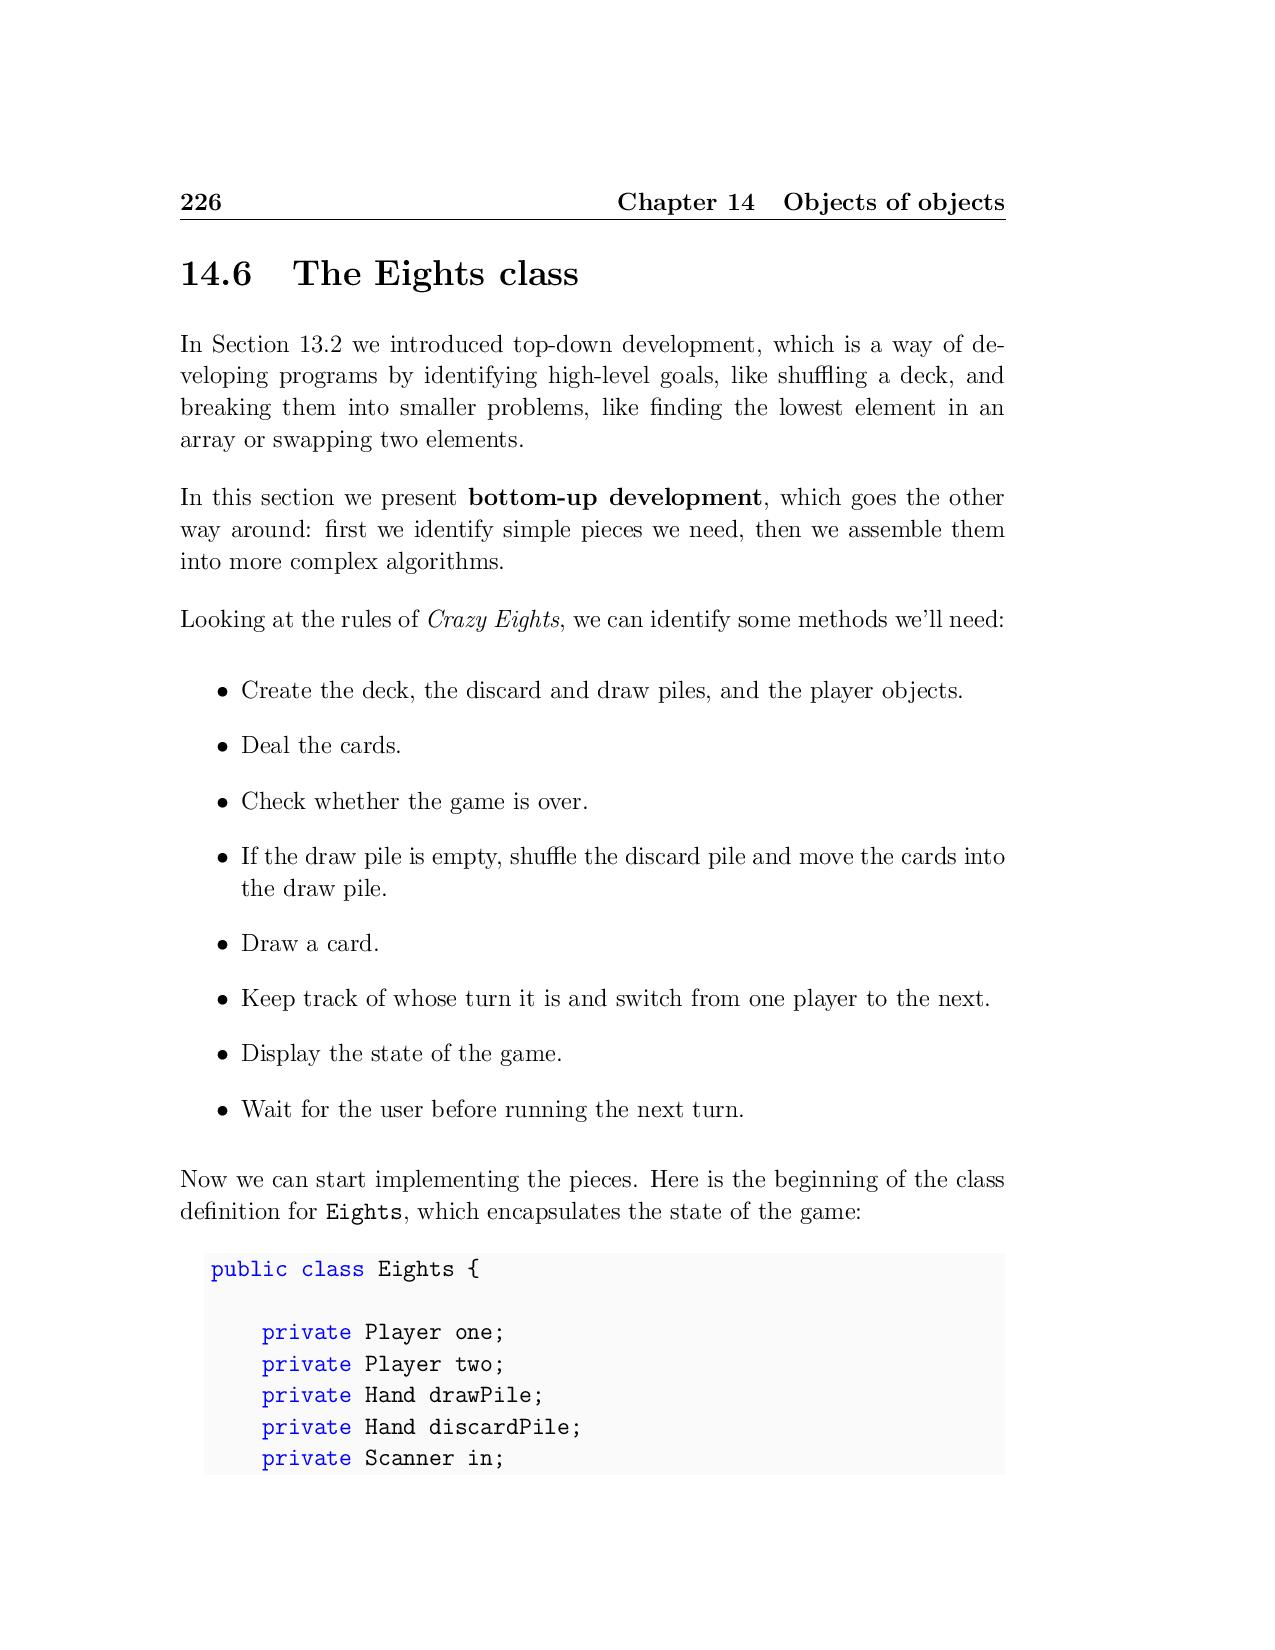 226 Chapter 14 Objects of objects
14.6 The Eights class
In Section 13.2 we introduced top-down development, which is a way of de-
veloping programs by identifying high-level goals, like shuffling a deck, and
breaking them into smaller problems, like finding the lowest element in an
array or swapping two elements.
In this section we present bottom-up development, which goes the other
way around: first we identify simple pieces we need, then we assemble them
into more complex algorithms.
Looking at the rules of Crazy Eights, we can identify some methods we'll need:
• Create the deck, the discard and draw piles, and the player objects.
• Deal the cards.
• Check whether the game is over.
• If the draw pile is empty, shuffle the discard pile and move the cards into
the draw pile.
• Draw a card.
• Keep track of whose turn it is and switch from one player to the next.
• Display the state of the game.
• Wait for the user before running the next turn.
Now we can start implementing the pieces. Here is the beginning of the class
definition for Eights, which encapsulates the state of the game:
public class Eights {
private Player one;
private Player two;
private Hand drawPile;
private Hand discardPile;
private Scanner in;